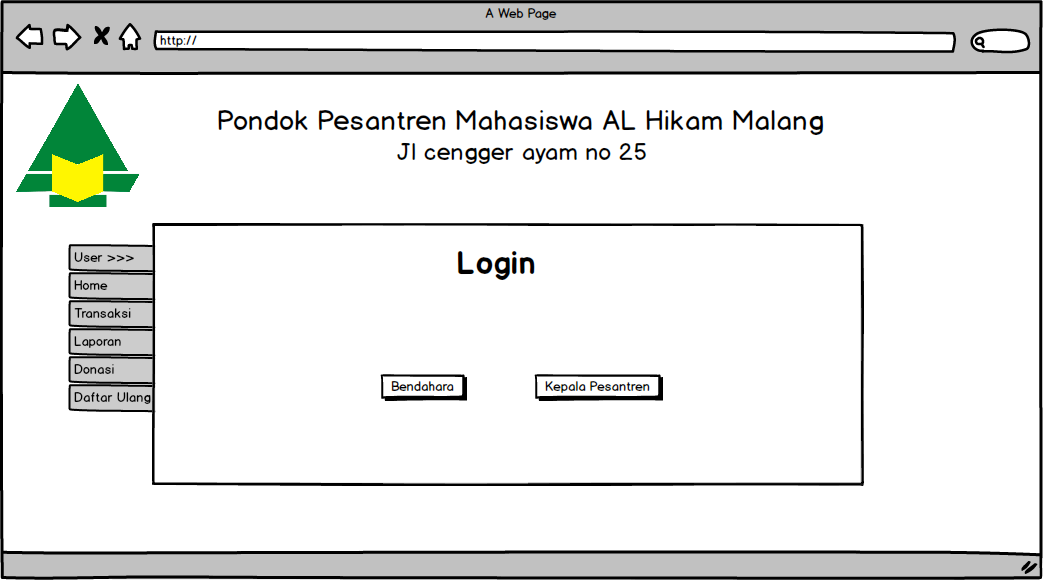 A Web Page
http://
Pondok Pesantren Mahasiswa AL Hikam Malang
Jl cengger ayam no 25
User >>>
Home
Transaksi
Laporan
Donasi
Daftar Ulang
Login
Bendahara
Kepala Pesantren